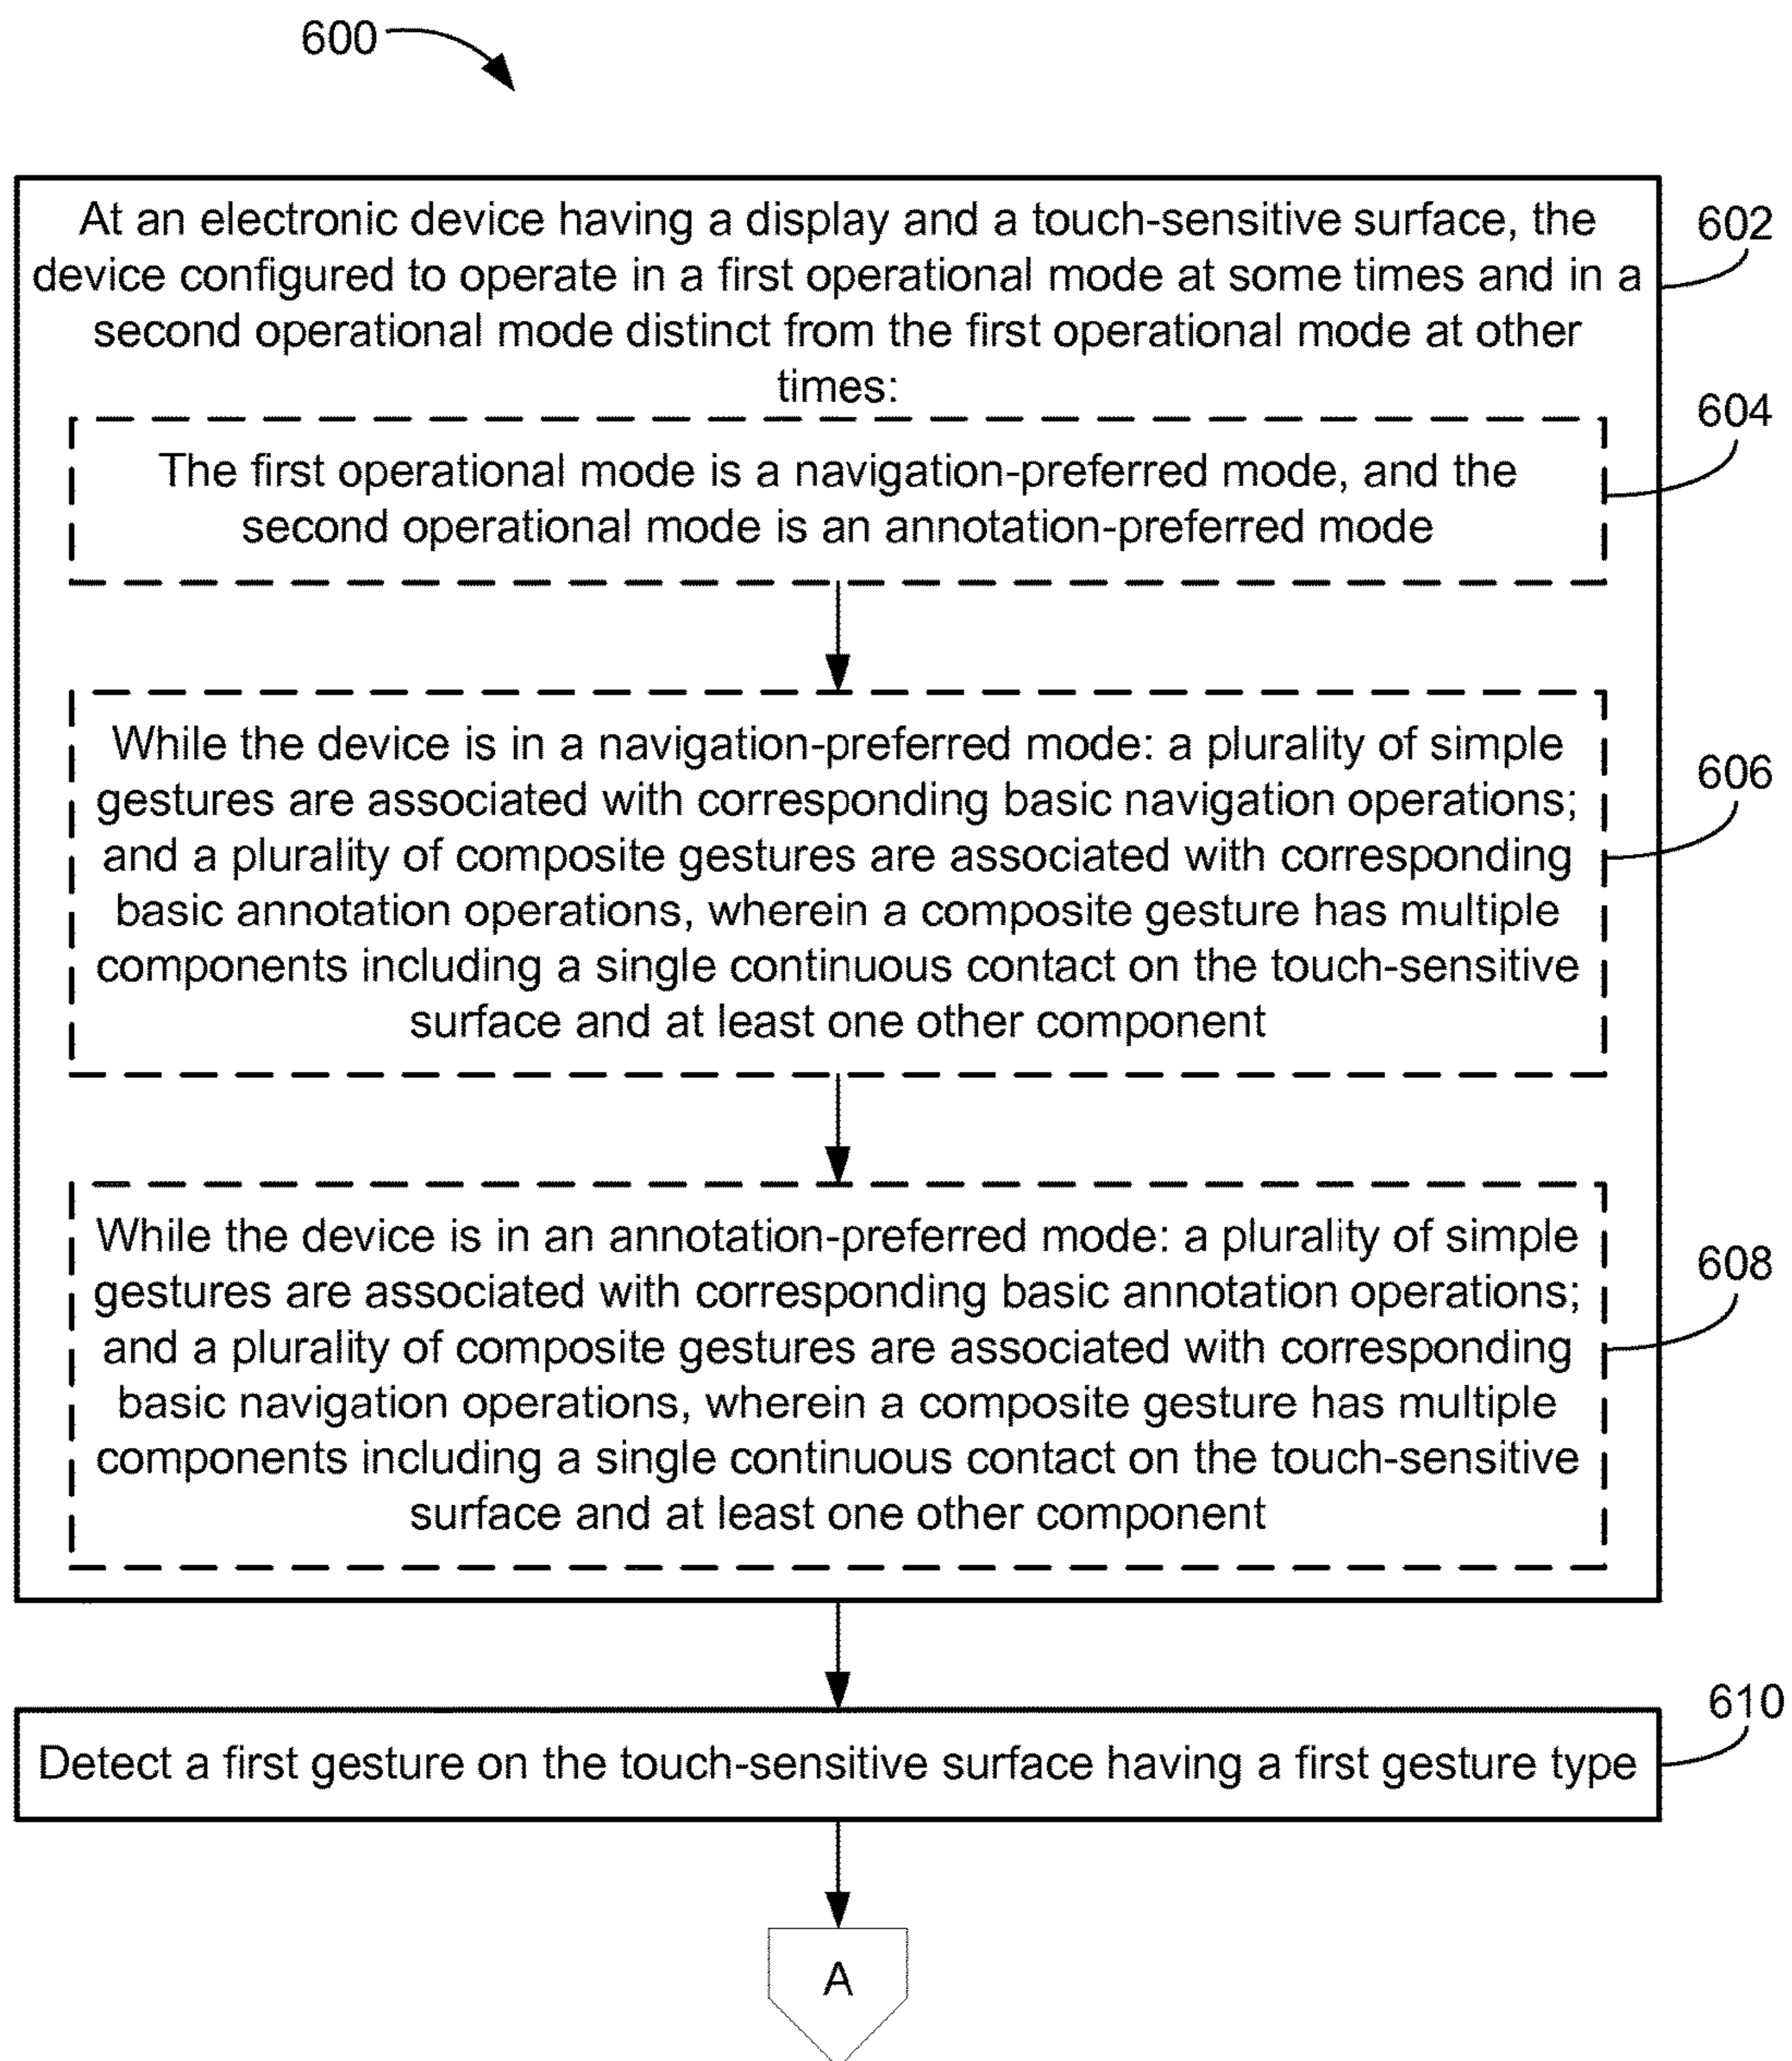 600
At an electronic device having a display and a touch-sensitive surface, the
device configured to operate in a first operational mode at some times and in a
second operational mode distinct from the first operational mode at other
times:
602
The first operational mode is a navigation-preferred mode, and the
second operational mode is an annotation-preferred mode
604
While the device is in a navigation-preferred mode: a plurality of simple
gestures are associated with corresponding basic navigation operations;
and a plurality of composite gestures are associated with corresponding
basic annotation operations, wherein a composite gesture has multiple
components including a single continuous contact on the touch-sensitive
surface and at least one other component
606
While the device is in an annotation-preferred mode: a plurality of simple
gestures are associated with corresponding basic annotation operations;
and a plurality of composite gestures are associated with corresponding
basic navigation operations, wherein a composite gesture has multiple
components including a single continuous contact on the touch-sensitive
surface and at least one other component
608
Detect a first gesture on the touch-sensitive surface having a first gesture type
610
A